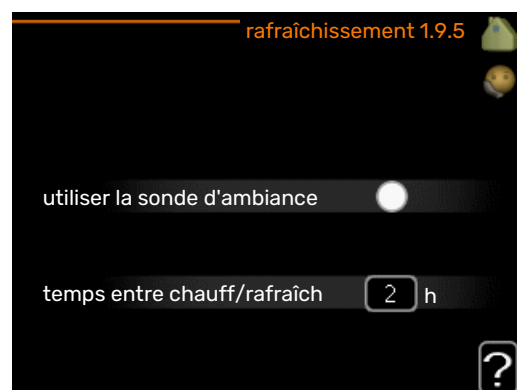 rafraîchissement 1.9.5
utiliser la sonde d'ambiance
temps entre chauff/rafraîch 2 h
?